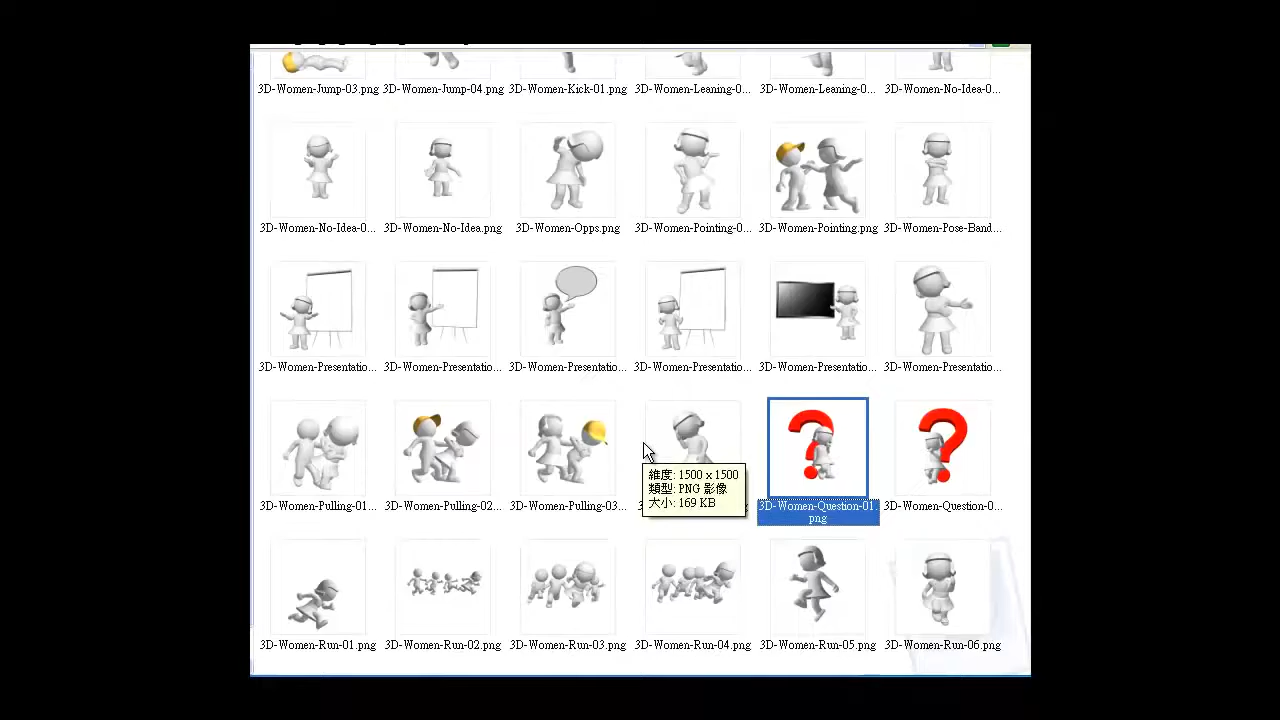 3D-Women-Jump-03.png 3D-Women-Jump-04.png 3D-Women-Kick-01.png 3D-Women-Leaning-0... 3D-Women-Leaning-0... 3D-Women-No-Idea-0...
3D-Women-No-Idea-0... 3D-Women-No-Idea.png 3D-Women-Opps.png 3D-Women-Pointing-0... 3D-Women-Pointing.png 3D-Women-Pose-Band...
3D-Women-Presentatio... 3D-Women-Presentatio... 3D-Women-Presentatio... 3D-Women-Presentatio... 3D-Women-Presentatio... 3D-Women-Presentatio...
維度: 1500 x 1500
類型: PNG 影像
大小: 169 KB
3D-Women-Pulling-01... 3D-Women-Pulling-02... 3D-Women-Pulling-03... 3D-Women-Question-01. 3D-Women-Question-0...
png
3D-Women-Run-01.png 3D-Women-Run-02.png 3D-Women-Run-03.png 3D-Women-Run-04.png 3D-Women-Run-05.png 3D-Women-Run-06.png